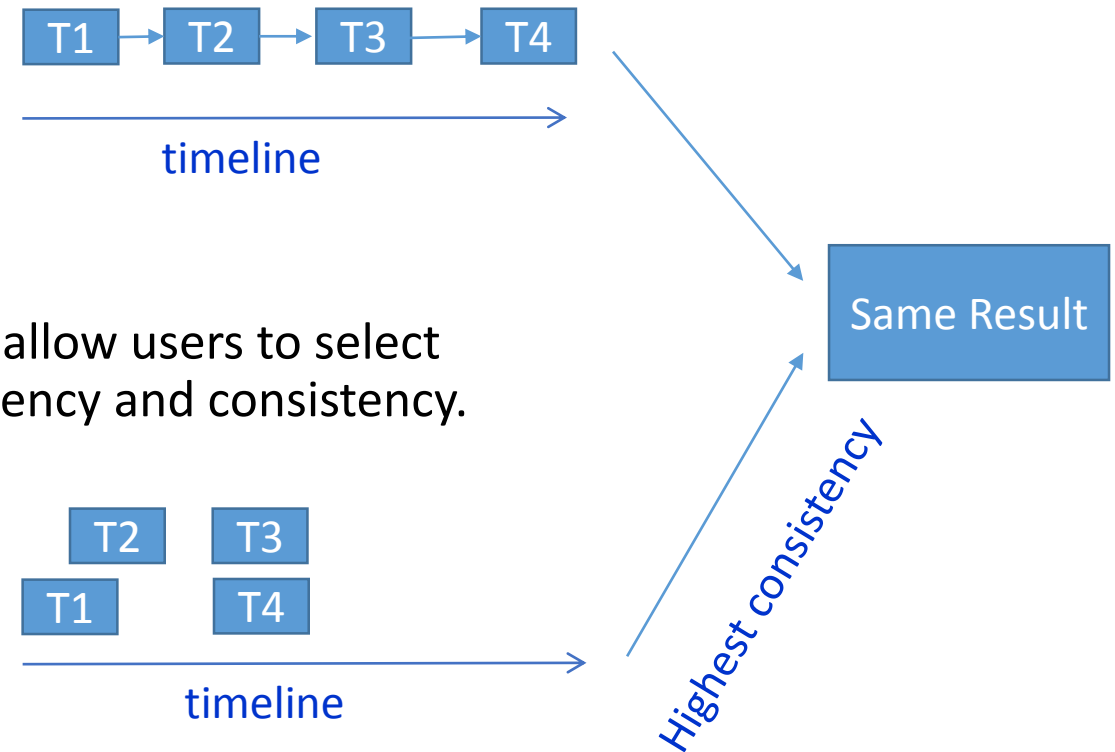 T1 T2 T3 T4
timeline
Same Result
allow users to select
ency and consistency.
T2 T3
T1 T4
timeline
Highest consistency